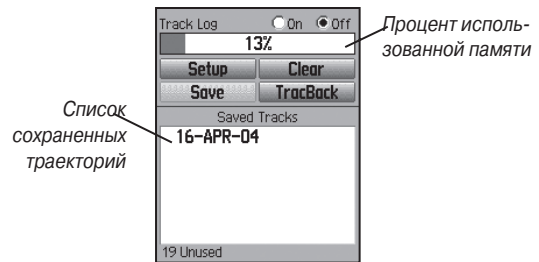 Track Log On Off
13%
Setup Clear
Save TracBack
Saved Tracks
16-APR-04
19 Unused
Процент исполь-
зованной памяти
Список
сохраненных
траекторий